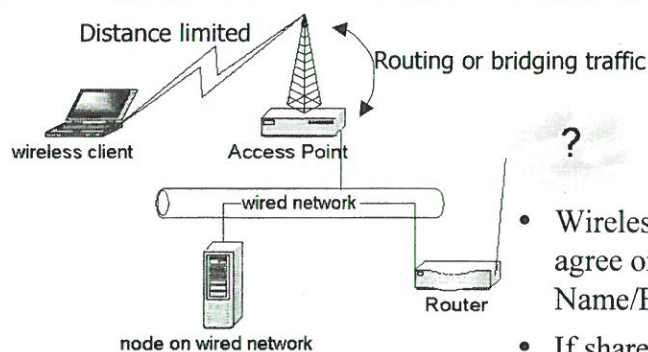 Distance limited
Routing or bridging traffic
wireless client
Access Point
?
wired network
Router
node on wired network
• Wireles
agree o
Name/
• If share